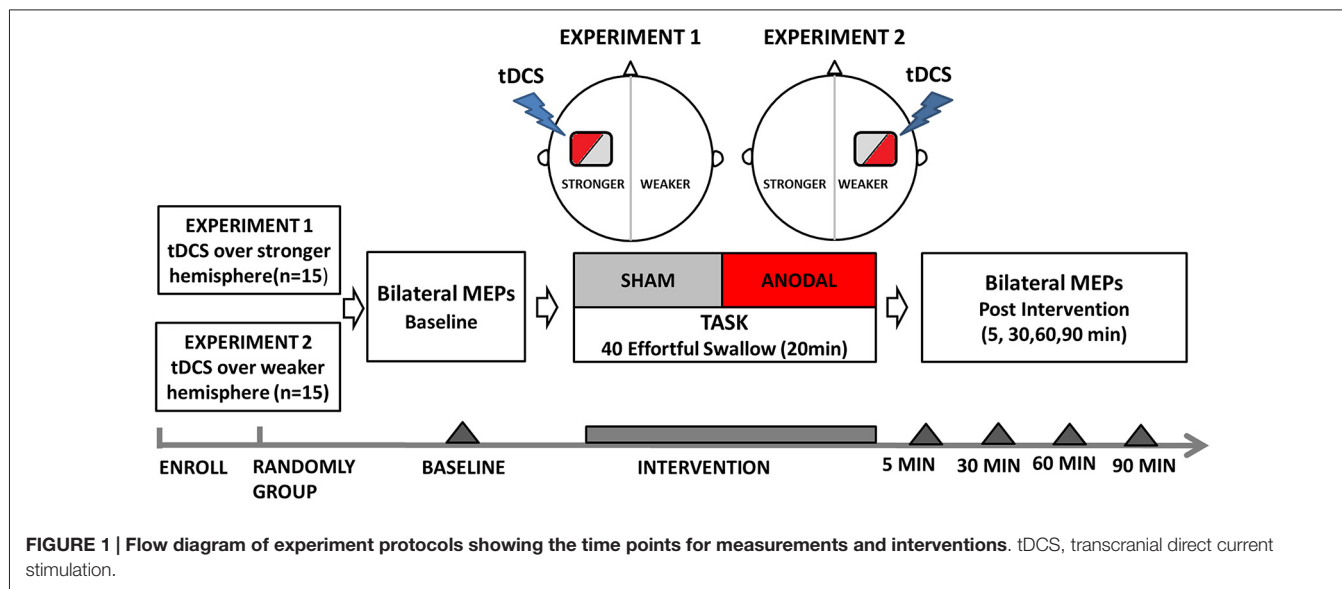 EXPERIMENT 1
EXPERIMENT 2
tDCS
tDCS
STRONGER
WEAKER
STRONGER
WEAKER
EXPERIMENT 1
tDCS over stronger
hemisphere(n=15)
EXPERIMENT 2
tDCS over weaker
hemisphere (n=15)
Bilateral MEPs
Baseline
SHAM
ANODAL
TASK
40 Effortful Swallow (20min)
Bilateral MEPs
Post Intervention
(5, 30,60,90 min)
ENROLL
RANDOMLY
GROUP
BASELINE
INTERVENTION
5 MIN
30 MIN
60 MIN
90 MIN
FIGURE 1 | Flow diagram of experiment protocols showing the time points for measurements and interventions. tDCS, transcranial direct current
stimulation.